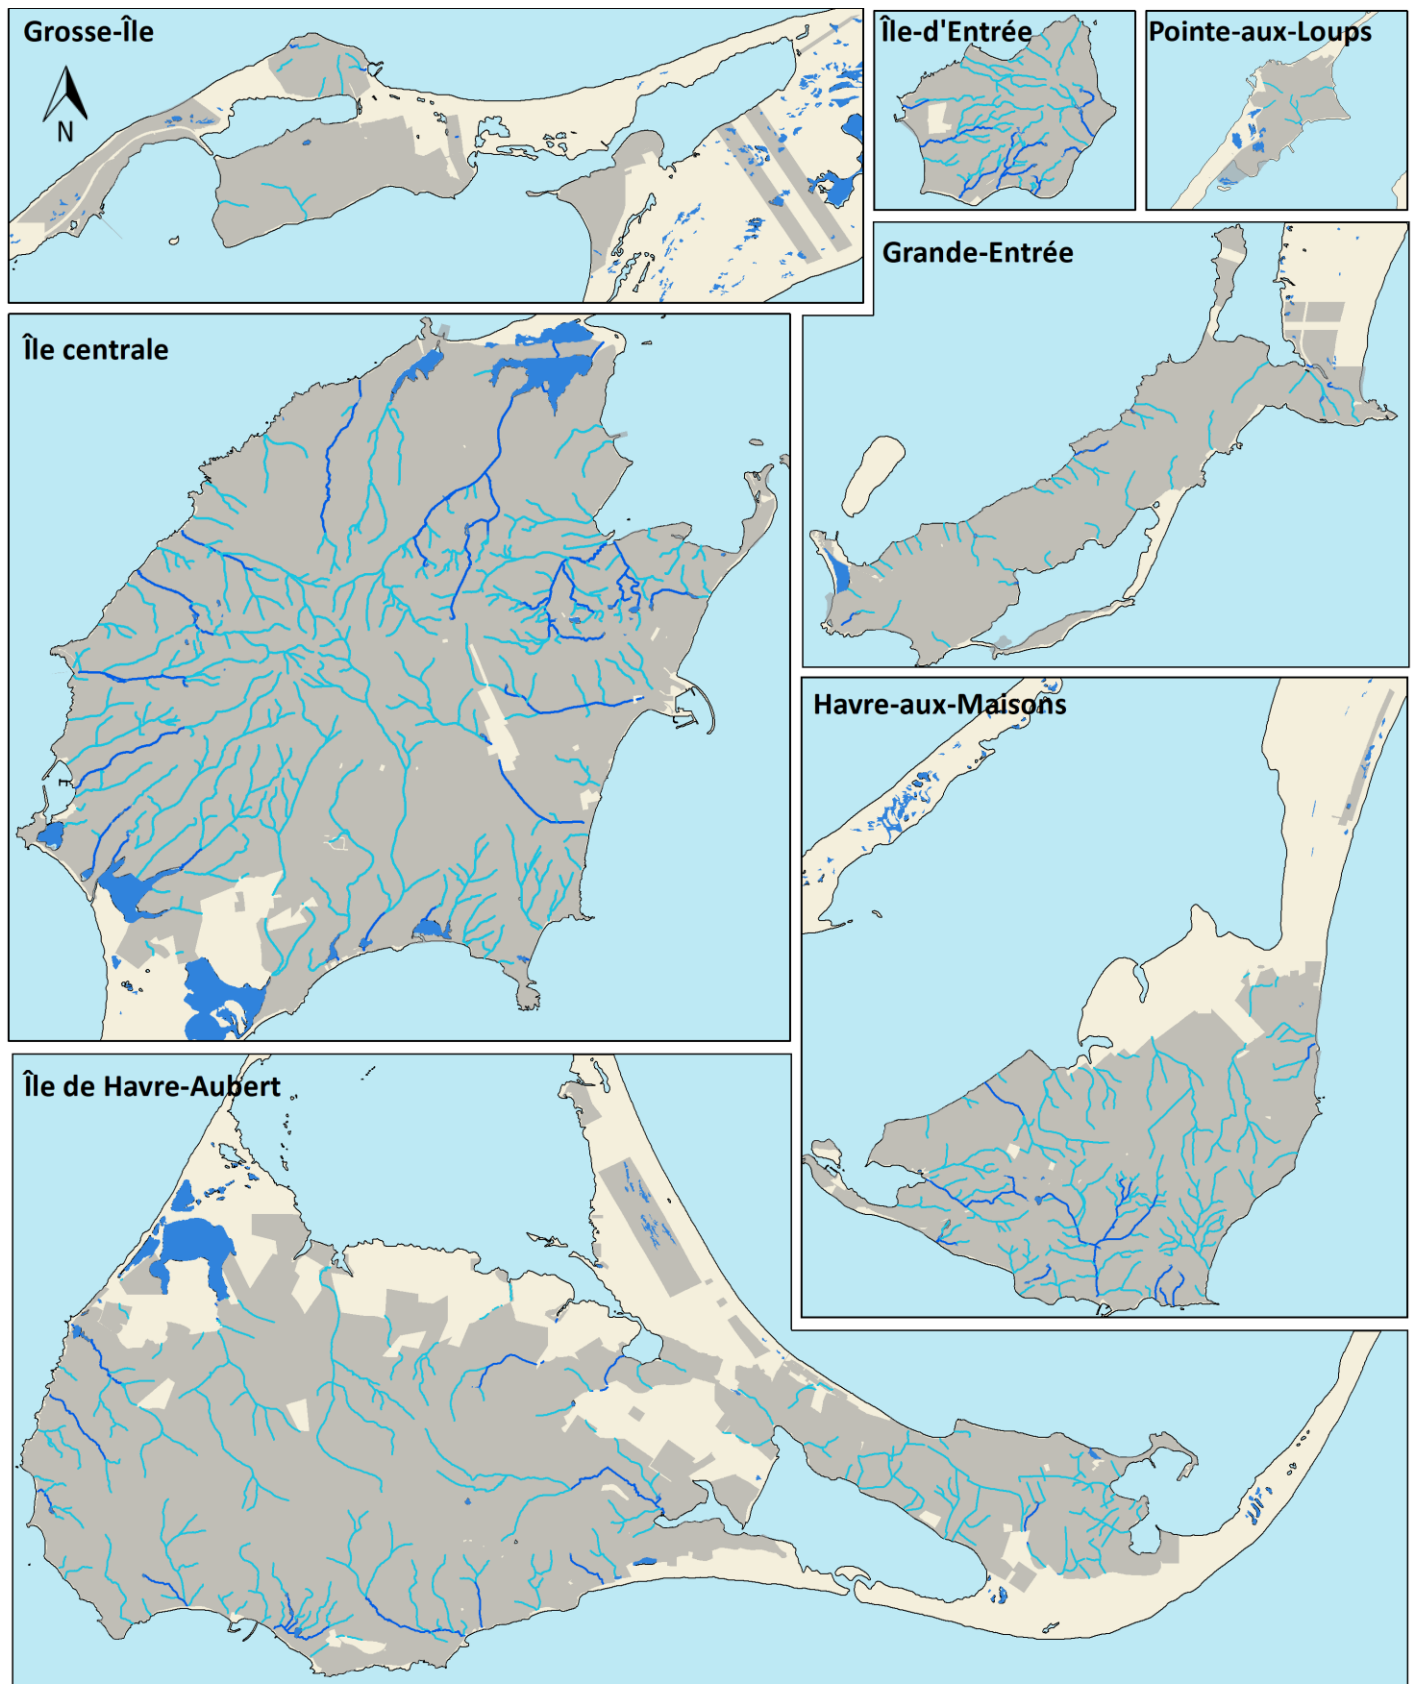 Grosse-Île
N
Île-d'Entrée
Pointe-aux-Loups
Grande-Entrée
Île centrale
Havre-aux-Maisons
Île de Havre-Aubert